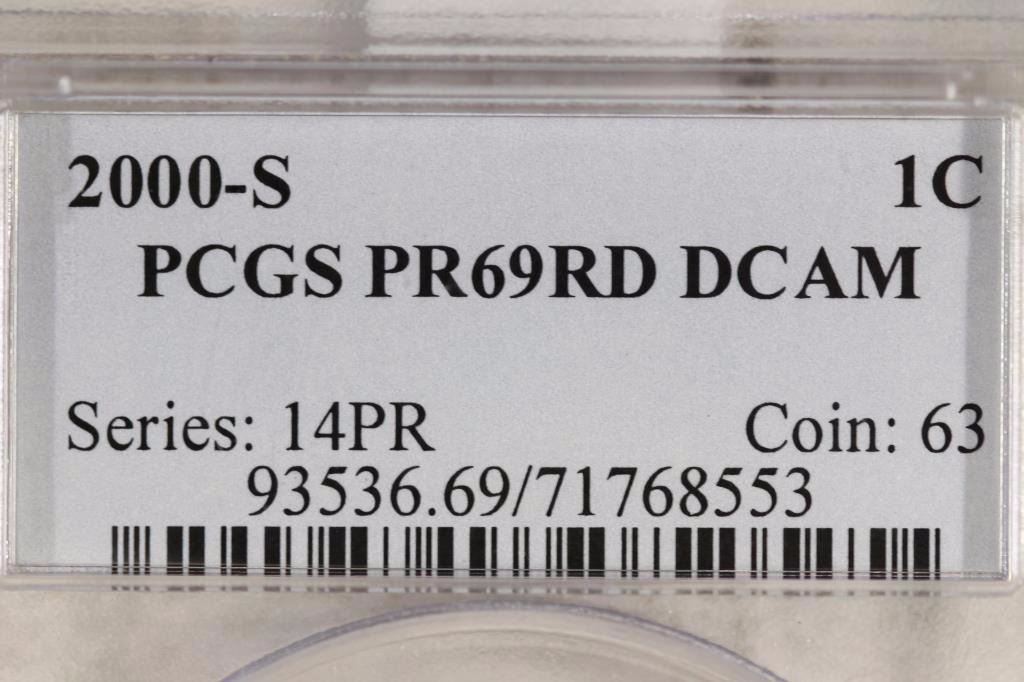 2000-S 1C
PCGS PR69RD DCAM
Series: 14PR Coin: 63
93536.69/71768553